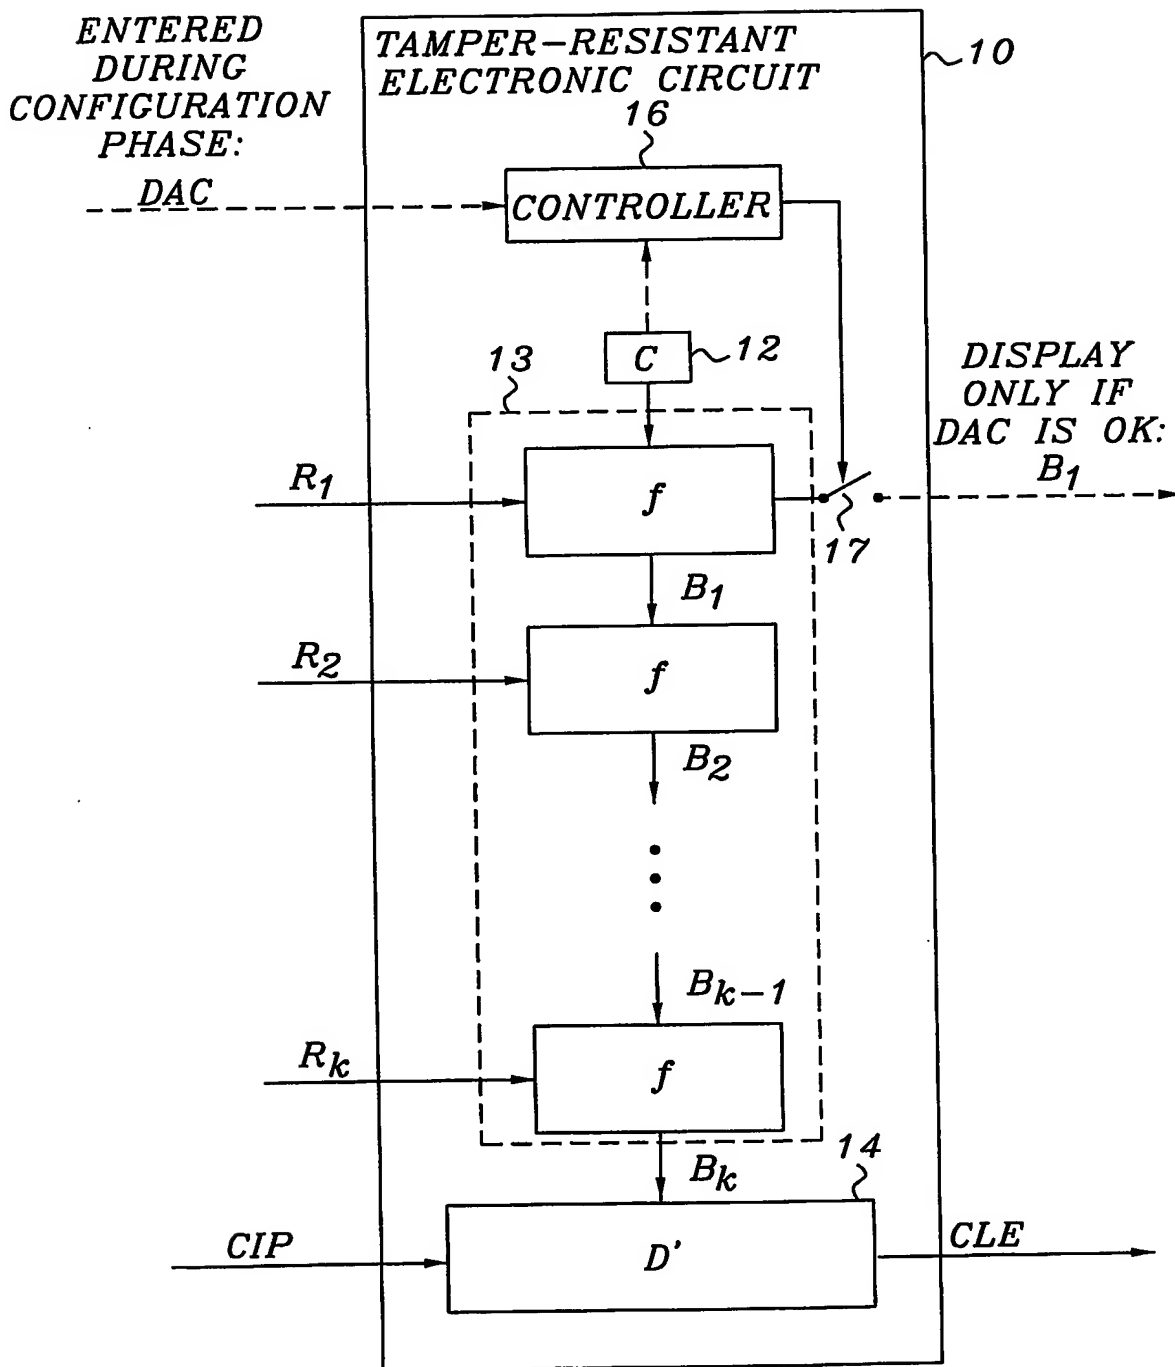 ENTERED
DURING
CONFIGURATION
PHASE:
DAC
TAMPER-RESISTANT
ELECTRONIC CIRCUIT
10
16
CONTROLLER
C
12
13
DISPLAY
ONLY IF
DAC IS OK:
B1
R1
f
17
B1
R2
f
B2
Bk-1
Rk
f
Bk
14
CIP
D'
CLE